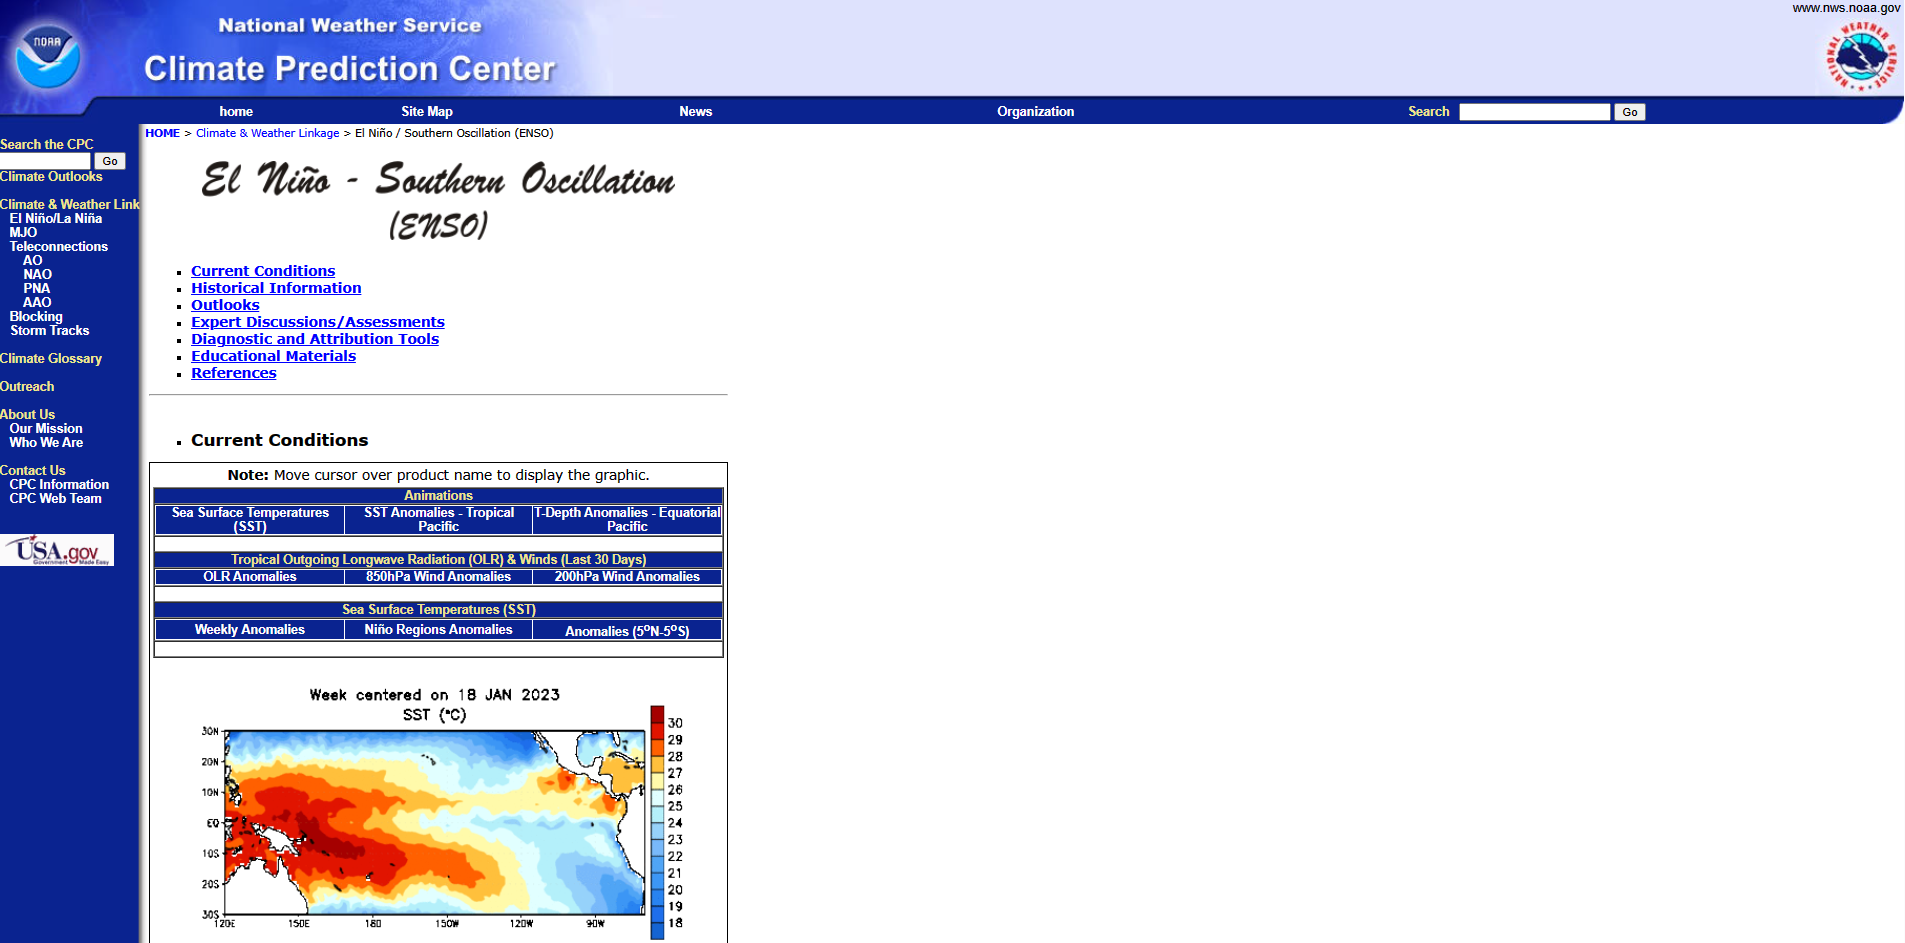 www.nws.noaa.gov
NOAA
National Weather Service
Climate Prediction Center
NATIONAL WEATHER SERVICE
home
Site Map
News
Organization
Search
Go
HOME > Climate & Weather Linkage > El Niño / Southern Oscillation (ENSO)
Search the CPC
Go
Climate Outlooks
Climate & Weather Link
El Niño/La Niña
MJO
Teleconnections
AO
NAO
PNA
AAO
Blocking
Storm Tracks
Climate Glossary
Outreach
About Us
Our Mission
Who We Are
Contact Us
CPC Information
CPC Web Team
USA.gov
Government Made Easy
El Niño - Southern Oscillation
(ENSO)
Current Conditions
Historical Information
Outlooks
Expert Discussions/Assessments
Diagnostic and Attribution Tools
Educational Materials
References
Current Conditions
Note: Move cursor over product name to display the graphic.
Animations
Sea Surface Temperatures
(SST)
SST Anomalies - Tropical
Pacific
T-Depth Anomalies - Equatorial
Pacific
Tropical Outgoing Longwave Radiation (OLR) & Winds (Last 30 Days)
OLR Anomalies
850hPa Wind Anomalies
200hPa Wind Anomalies
Sea Surface Temperatures (SST)
Weekly Anomalies
Niño Regions Anomalies
Anomalies (5ºN-5ºS)
Week centered on 18 JAN 2023
SST (°C)
30N
20N
10N
EQ
10S
20S
30S
120E
150E
180
150W
120W
90W
30
29
28
27
26
25
24
23
22
21
20
19
18